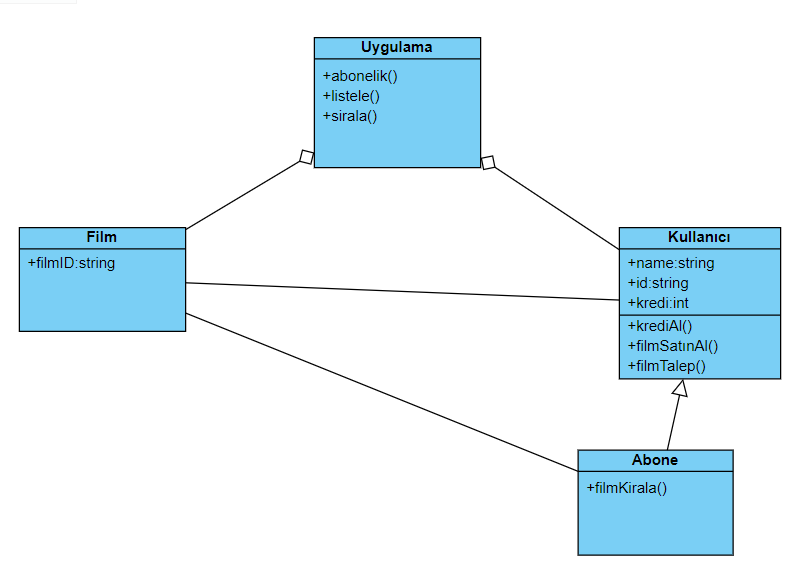 Uygulama
+abonelik()
+listele()
+sirala()
Film
+filmID:string
Kullanıcı
+name:string
+id:string
+kredi:int
+krediAl()
+filmSatınAl()
+filmTalep()
Abone
+filmKirala()